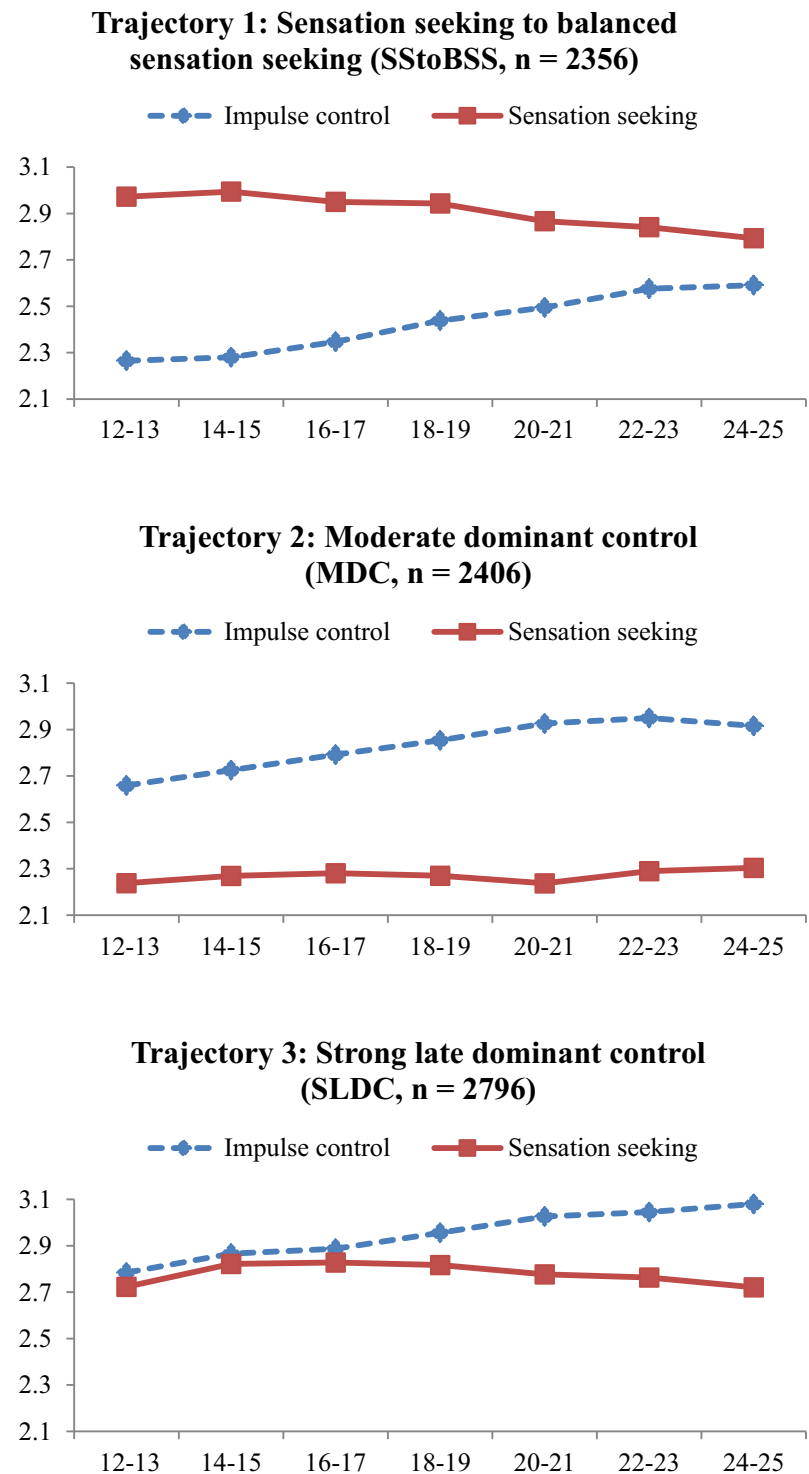 Trajectory 1: Sensation seeking to balanced
sensation seeking (SStoBSS, n = 2356)
Impulse control Sensation seeking
3.1
2.9
2.7
2.5
2.3
2.1
12-13 14-15 16-17 18-19 20-21 22-23 24-25
Trajectory 2: Moderate dominant control
(MDC, n = 2406)
Impulse control Sensation seeking
3.1
2.9
2.7
2.5
2.3
2.1
12-13 14-15 16-17 18-19 20-21 22-23 24-25
Trajectory 3: Strong late dominant control
(SLDC, n = 2796)
Impulse control Sensation seeking
3.1
2.9
2.7
2.5
2.3
2.1
12-13 14-15 16-17 18-19 20-21 22-23 24-25